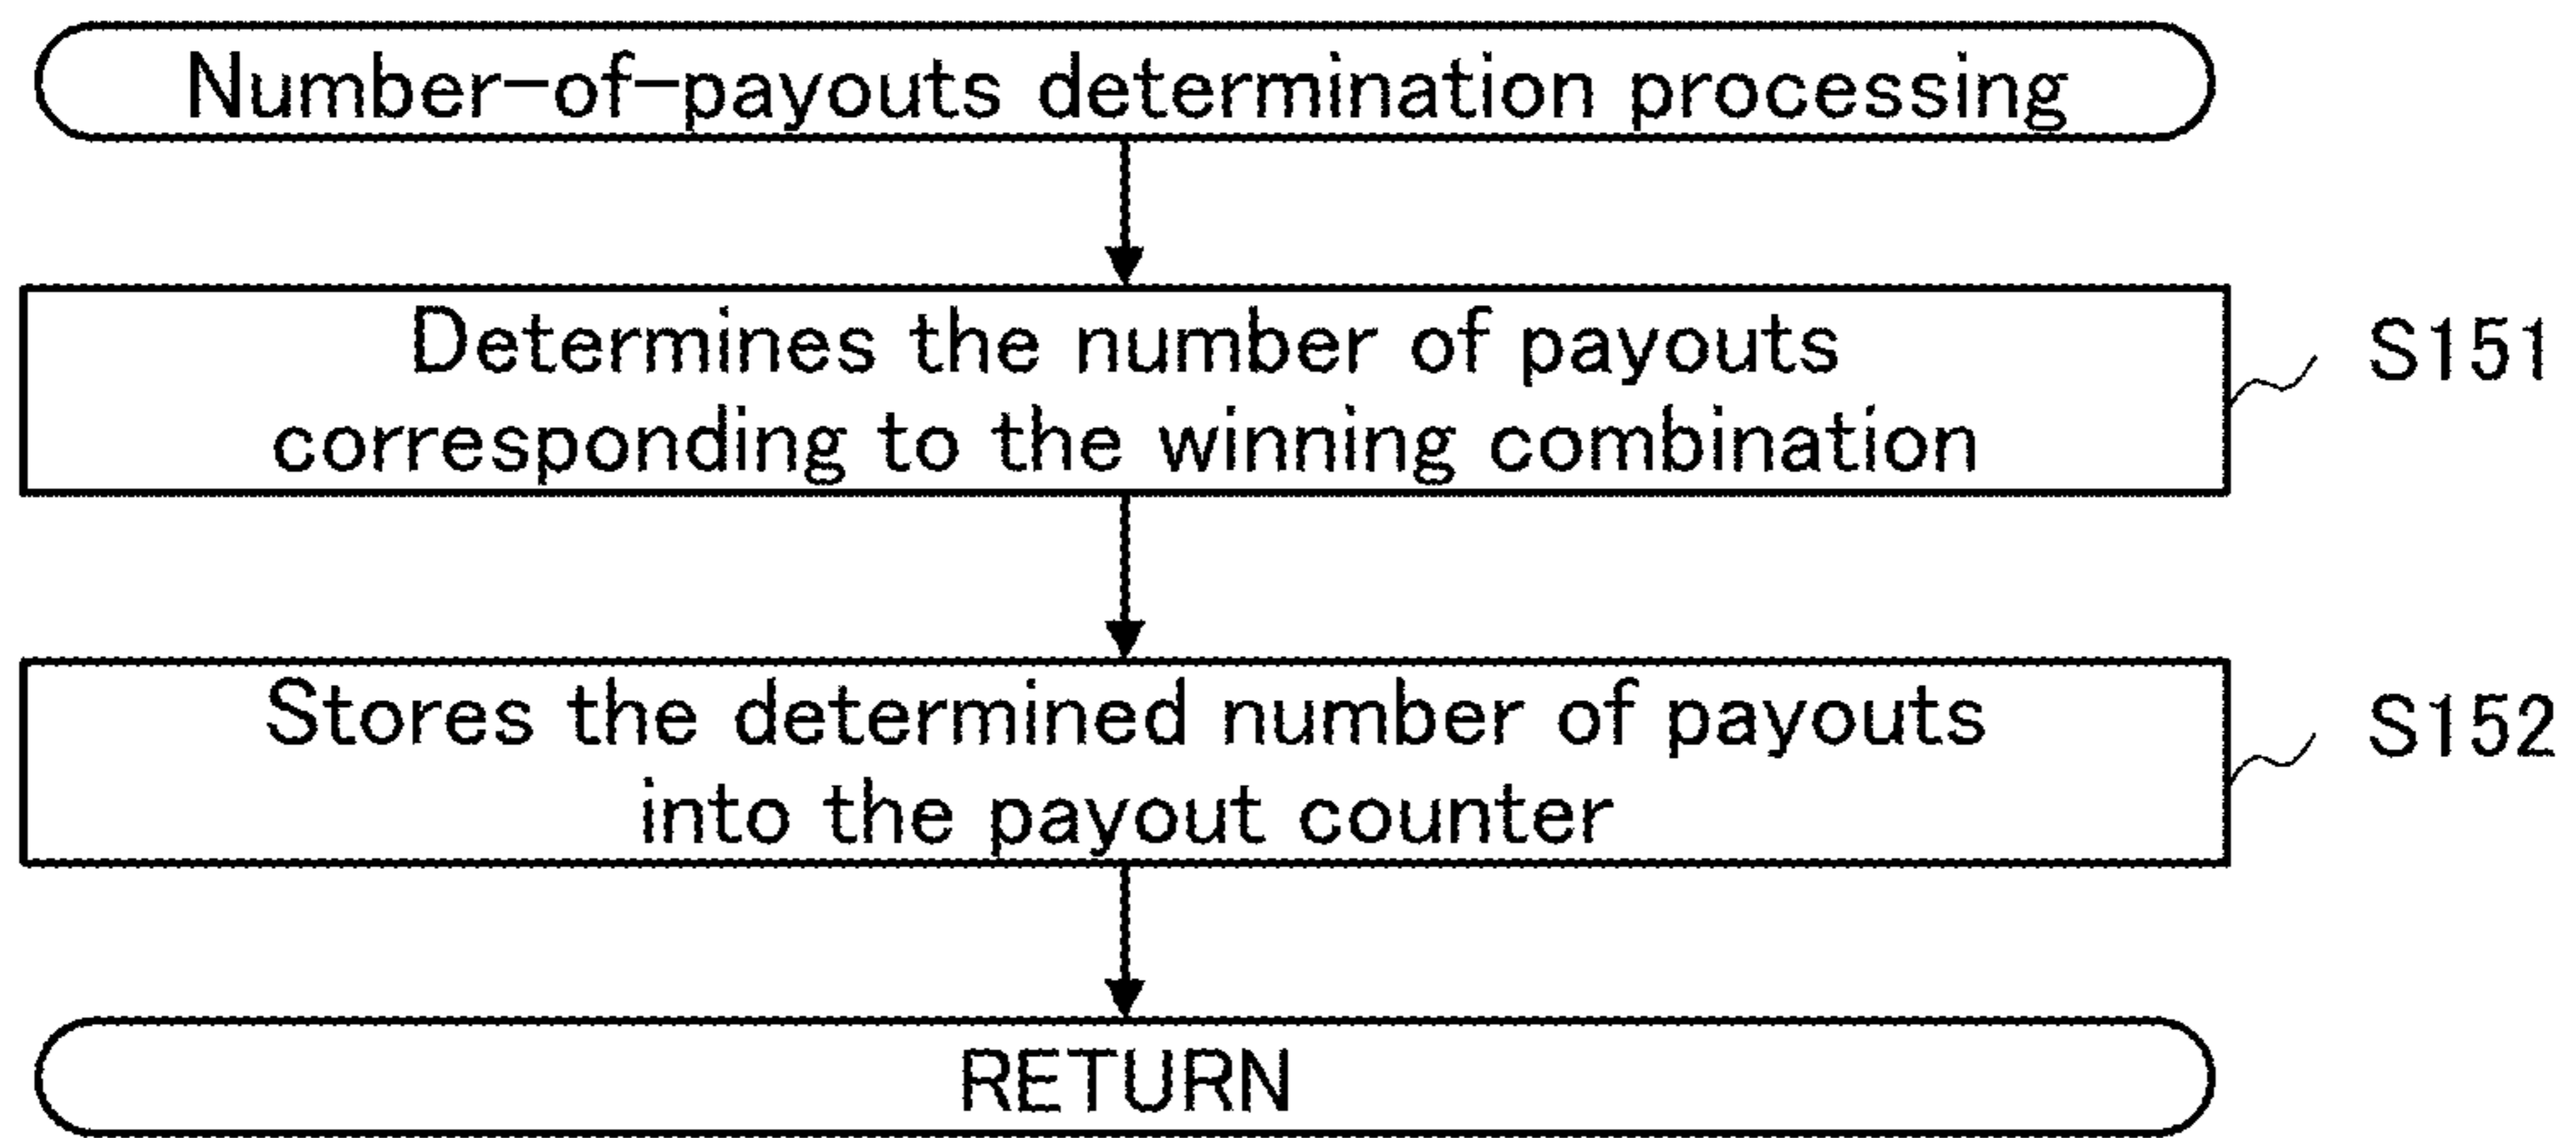 Number-of-payouts determination processing
Determines the number of payouts
corresponding to the winning combination
S151
Stores the determined number of payouts
into the payout counter
S152
RETURN